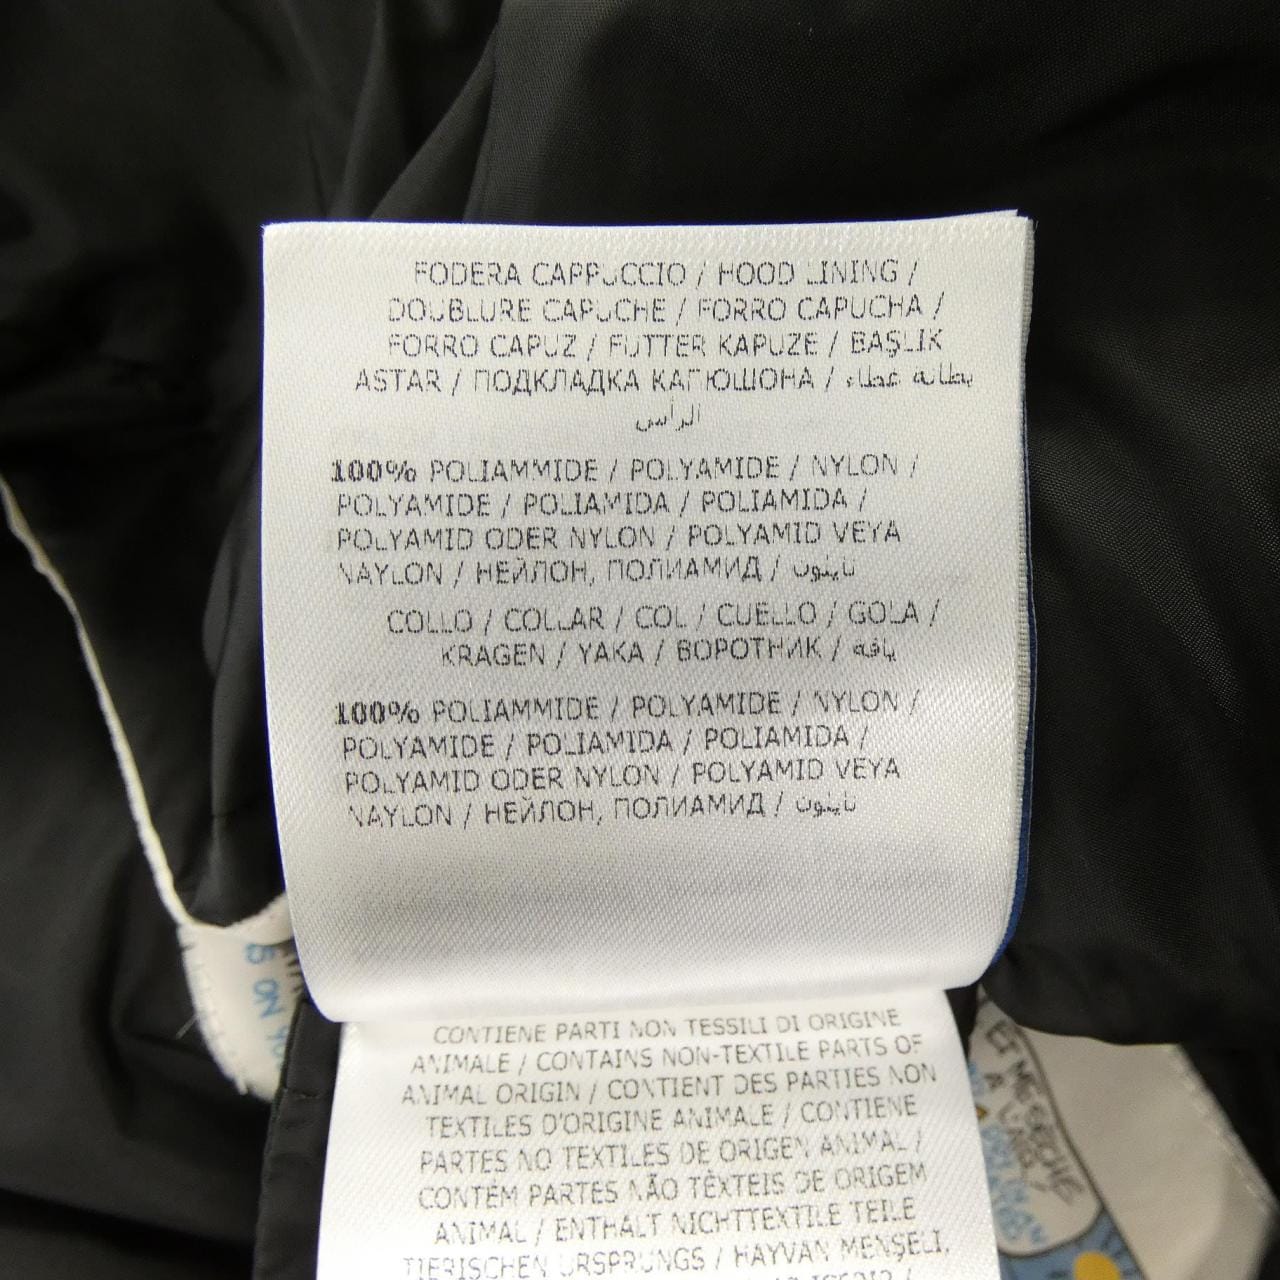 FODERA CAPPUCCIO / HOOD LINING /
DOUBLURE CAPUCHE / FORRO CAPUCHA /
FORRO CAPUZ / FUTTER KAPUZE / BAŞLIK
ASTAR / ПОДКЛАДКА КАПЮШОНА / بطانه غطاء
الرأس
100% POLIAMMIDE / POLYAMIDE / NYLON /
POLYAMIDE / POLIAMIDA / POLIAMIDA /
POLYAMID ODER NYLON / POLYAMID VEYA
NAYLON / НЕЙЛОН, ПОЛИАМИД / نايلون
COLLO / COLLAR / COL / CUELLO / GOLA /
KRAGEN / YAKA / ВОРОТНИК / ياقه
100% POLIAMMIDE / POLYAMIDE / NYLON /
POLYAMIDE / POLIAMIDA / POLIAMIDA /
POLYAMID ODER NYLON / POLYAMID VEYA
NAYLON / НЕЙЛОН, ПОЛИАМИД / نايلون
CONTIENE PARTI NON TESSILI DI ORIGINE
ANIMALE / CONTAINS NON-TEXTILE PARTS OF
ANIMAL ORIGIN / CONTIENT DES PARTIES NON
TEXTILES D'ORIGINE ANIMALE / CONTIENE
PARTES NO TEXTILES DE ORIGEN ANIMAL /
CONTÉM PARTES NÃO TÊXTEIS DE ORIGEM
ANIMAL / ENTHÄLT NICHTTEXTILE TEILE
TIERISCHEN URSPRUNGS / HAYVAN MENŞELİ,